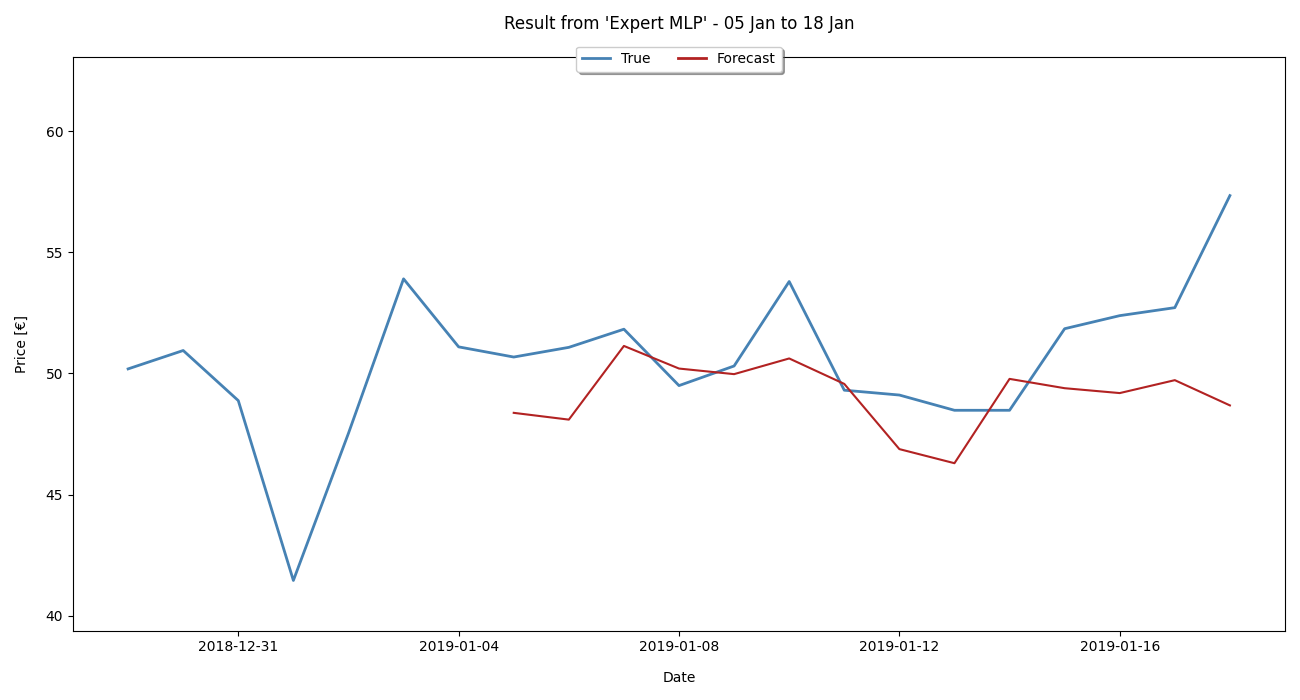 Result from 'Expert MLP' - 05 Jan to 18 Jan
True Forecast
Price [€]
60
55
50
45
40
2018-12-31 2019-01-04 2019-01-08 2019-01-12 2019-01-16
Date